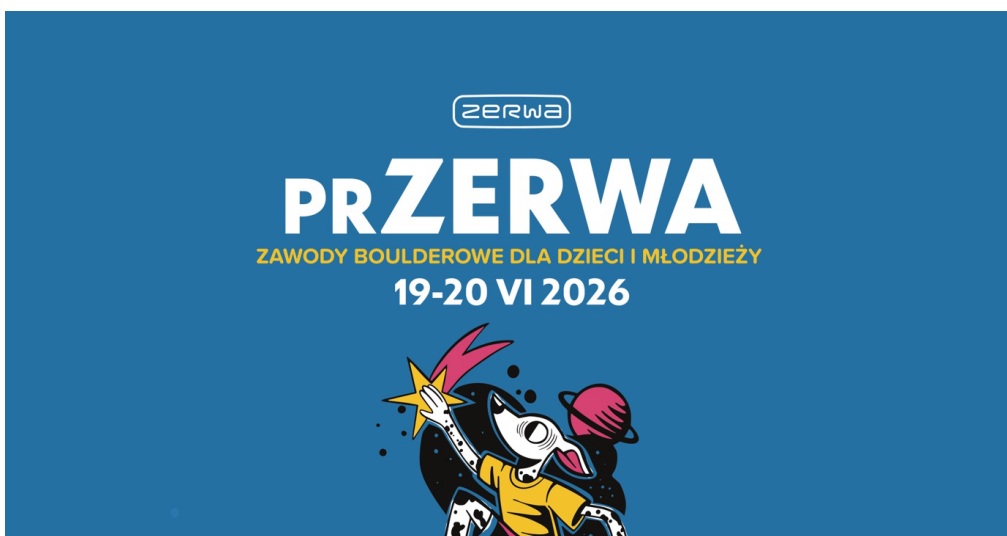 zerwa
PRZERWA
ZAWODY BOULDEROWE DLA DZIECI I MŁODZIEŻY
19-20 VI 2026